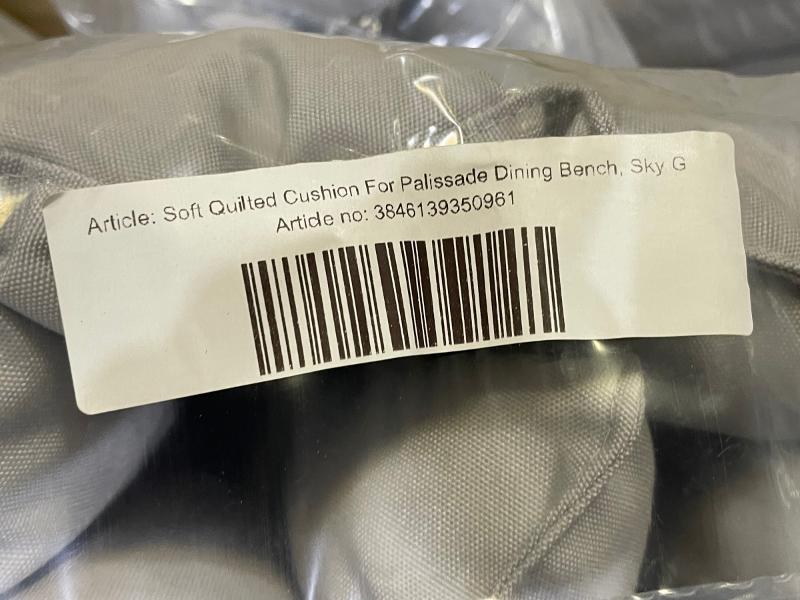 Article: Soft Quilted Cushion For Palissade Dining Bench, Sky G
Article no: 3846139350961